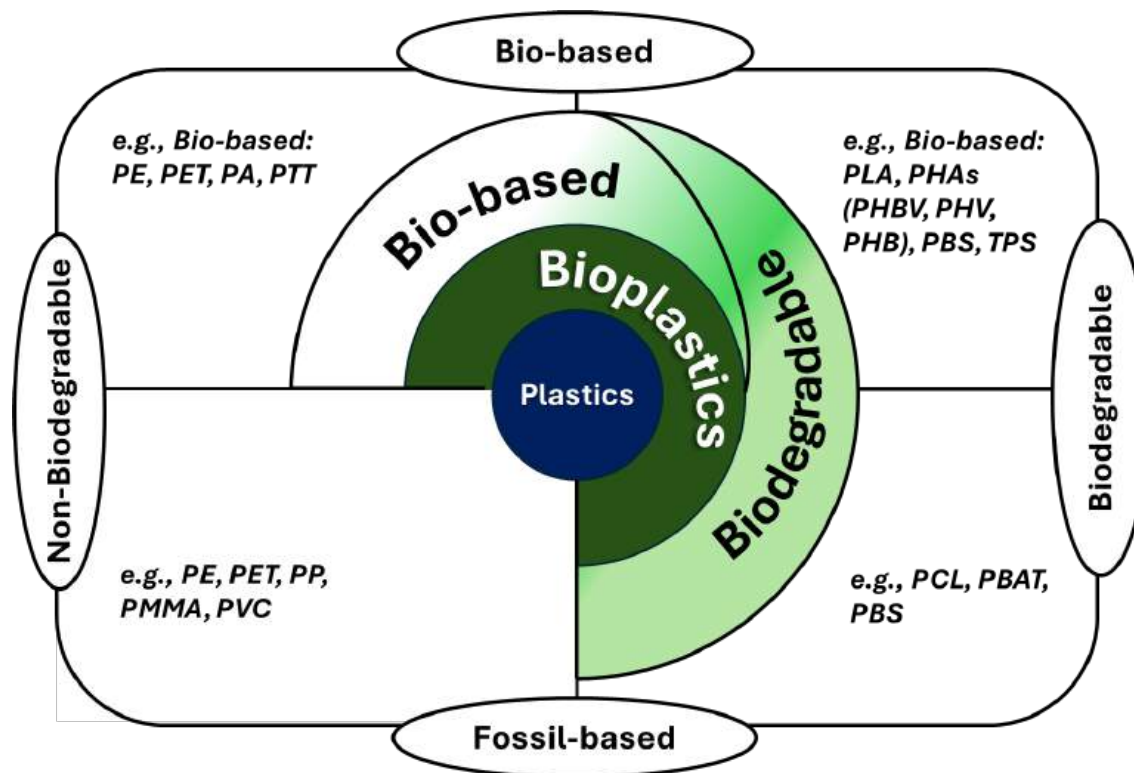 Bio-based
e.g., Bio-based:
PE, PET, PA, PTT
e.g., Bio-based:
PLA, PHAs
(PHBV, PHV,
PHB), PBS, TPS
Bio-based
Bioplastics
Biodegradable
Plastics
Non-Biodegradable
Biodegradable
e.g., PE, PET, PP,
PMMA, PVC
e.g., PCL, PBAT,
PBS
Fossil-based